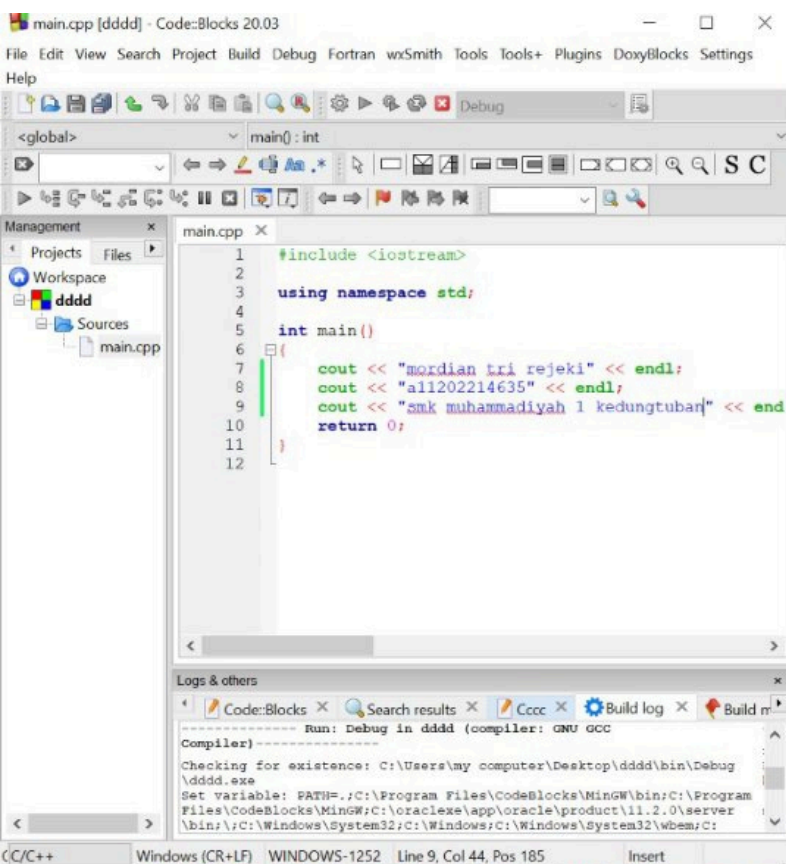 main.cpp [dddd] - Code::Blocks 20.03
File Edit View Search Project Build Debug Fortran wxSmith Tools Tools+ Plugins DoxyBlocks Settings
Help
Debug
<global>
main() : int
S C
Management
main.cpp
Projects Files
Workspace
dddd
Sources
main.cpp
1 #include <iostream>
2
3 using namespace std;
4
5 int main()
6 {
7 cout << "mordian tri rejeki" << endl;
8 cout << "a11202214635" << endl;
9 cout << "smk muhammadiyah 1 kedungtuban" << end
10 return 0;
11 }
12
Logs & others
Code::Blocks Search results Cccc Build log Build m
-------------- Run: Debug in dddd (compiler: GNU GCC
Compiler)---------------
Checking for existence: C:\Users\my computer\Desktop\dddd\bin\Debug
\dddd.exe
Set variable: PATH=.;C:\Program Files\CodeBlocks\MinGW\bin;C:\Program
Files\CodeBlocks\MinGW;C:\oraclexe\app\oracle\product\11.2.0\server
\bin;\;C:\Windows\System32;C:\Windows;C:\Windows\System32\wbem;C:
C/C++ Windows (CR+LF) WINDOWS-1252 Line 9, Col 44, Pos 185 Insert